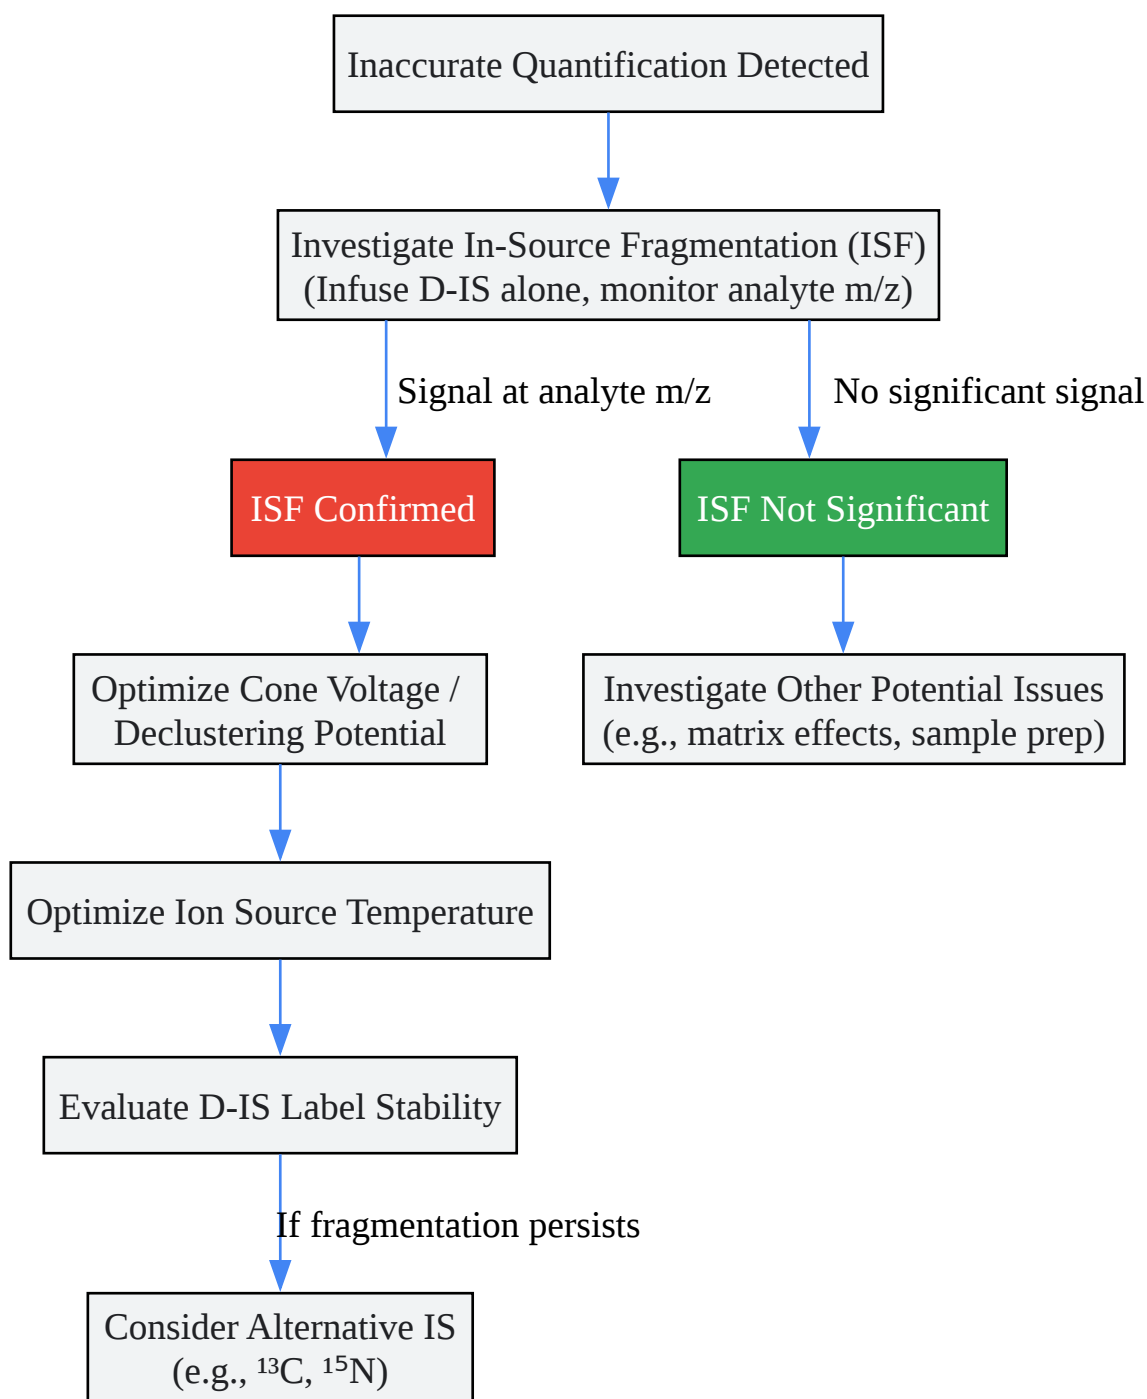 Inaccurate Quantification Detected
Investigate In-Source Fragmentation (ISF)
(Infuse D-IS alone, monitor analyte m/z)
Signal at analyte m/z
No significant signal
ISF Confirmed
ISF Not Significant
Optimize Cone Voltage /
Declustering Potential
Investigate Other Potential Issues
(e.g., matrix effects, sample prep)
Optimize Ion Source Temperature
Evaluate D-IS Label Stability
If fragmentation persists
Consider Alternative IS
(e.g., ¹³C, ¹⁵N)